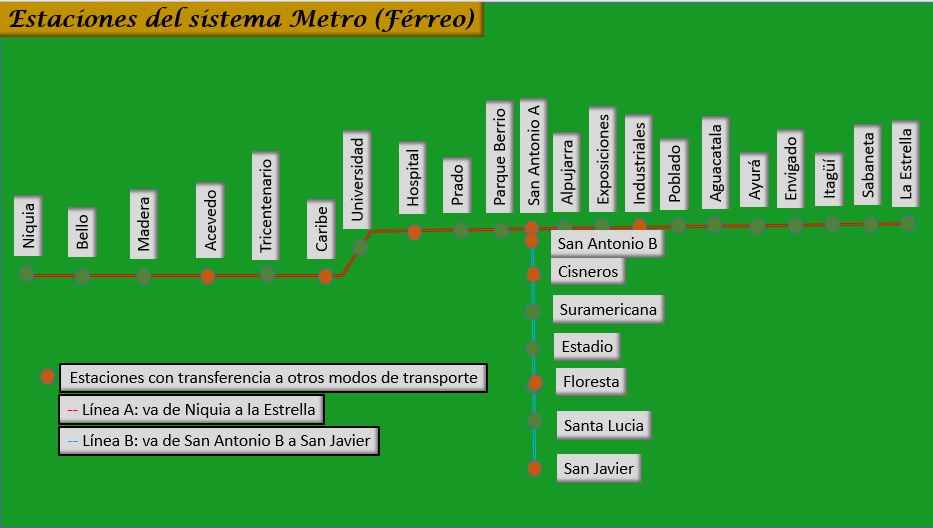 Estaciones del sistema Metro (Férreo)
Niquia
Bello
Madera
Acevedo
Tricentenario
Caribe
Universidad
Hospital
Prado
Parque Berrio
San Antonio A
Alpujarra
Exposiciones
Industriales
Poblado
Aguacatala
Ayurá
Envigado
Itagüí
Sabaneta
La Estrella
San Antonio B
Cisneros
Suramericana
Estadio
Floresta
Santa Lucia
San Javier
Estaciones con transferencia a otros modos de transporte
-- Línea A: va de Niquia a la Estrella
-- Línea B: va de San Antonio B a San Javier